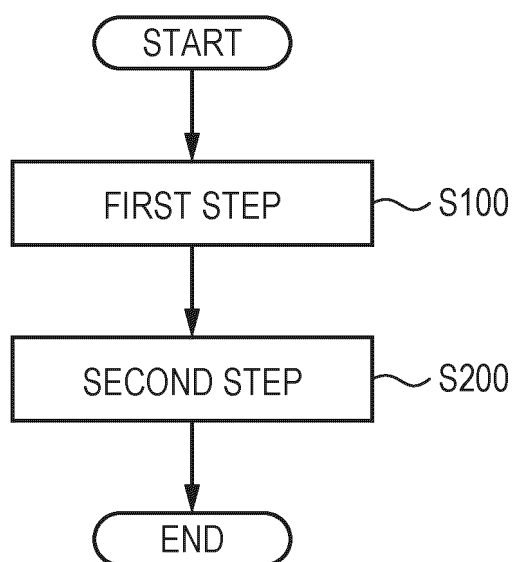 START
FIRST STEP
S100
SECOND STEP
S200
END